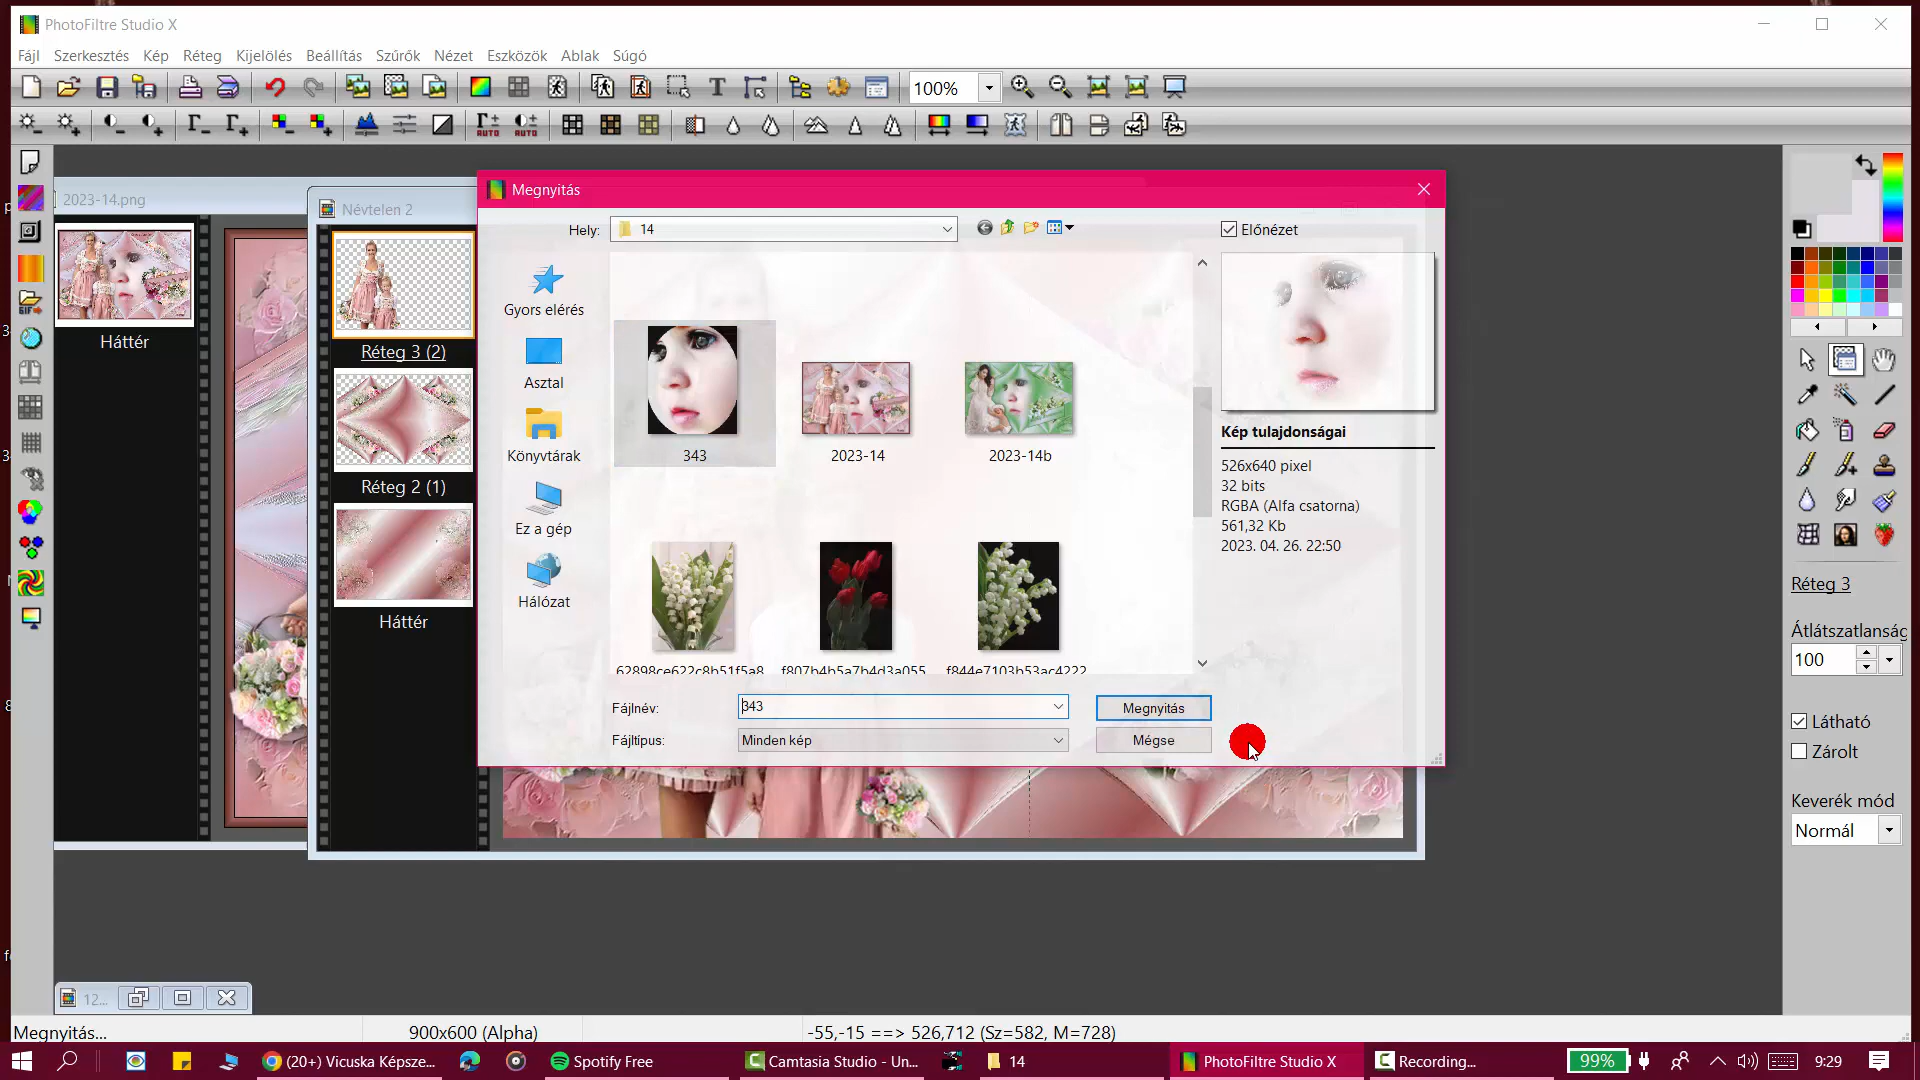 PhotoFiltre Studio X
Fájl Szerkesztés Kép Réteg Kijelölés Beállítás Szűrők Nézet Eszközök Ablak Súgó
100%
2023-14.png
Háttér
Névtelen 2
Réteg 3 (2)
Réteg 2 (1)
Háttér
Megnyitás
Hely: 14
Előnézet
Gyors elérés
Asztal
Könyvtárak
Ez a gép
Hálózat
343 2023-14 2023-14b
62898ce622c8b51f5a8 f807b4b5a7b4d3a055 f844e7103b53ac4222
Kép tulajdonságai
526x640 pixel
32 bits
RGBA (Alfa csatorna)
561,32 Kb
2023. 04. 26. 22:50
Fájlnév: 343 Megnyitás
Fájltípus: Minden kép Mégse
Réteg 3
Átlátszatlanság
100
Látható
Zárolt
Keverék mód
Normál
12...
Megnyitás... 900x600 (Alpha) -55,-15 ==> 526,712 (Sz=582, M=728)
(20+) Vicuska Képsze... Spotify Free Camtasia Studio - Un... 14 PhotoFiltre Studio X Recording... 99% 9:29